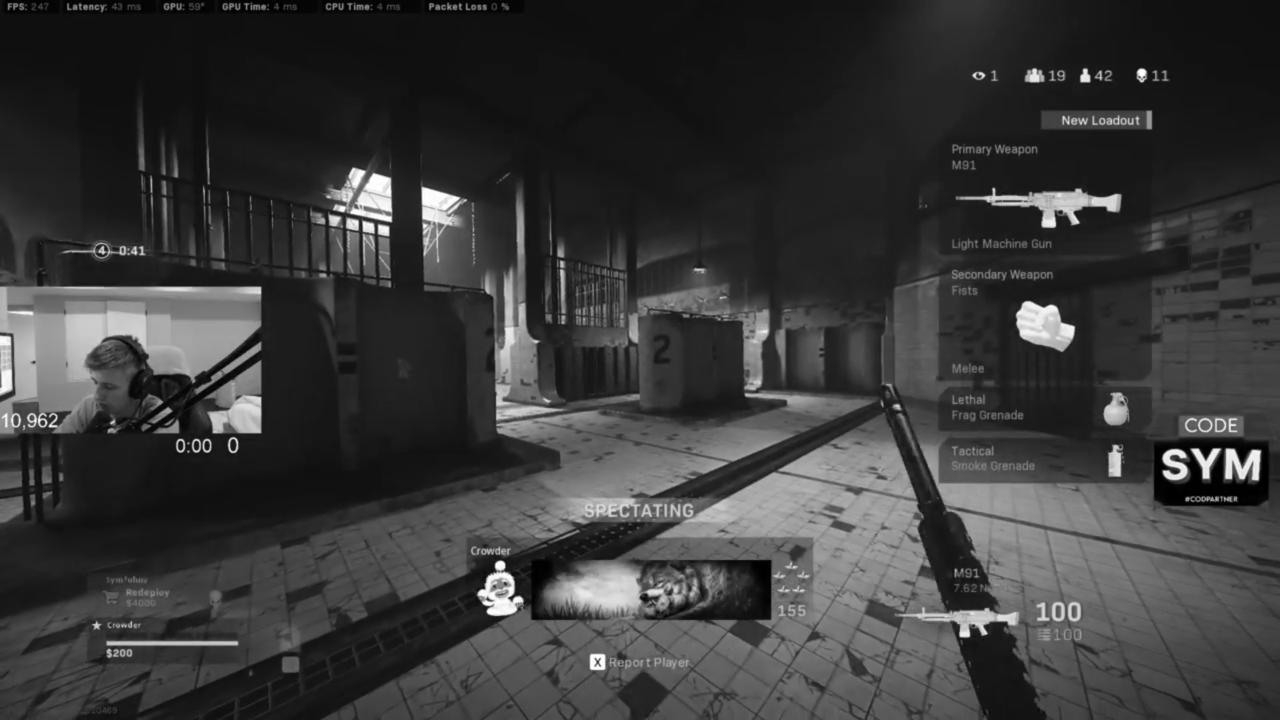 FPS: 247 Latency: 43 ms GPU: 59° GPU Time: 4 ms CPU Time: 4 ms Packet Loss 0 %
1 19 42 11
New Loadout
Primary Weapon
M91
Light Machine Gun
Secondary Weapon
Fists
Melee
Lethal
Frag Grenade
Tactical
Smoke Grenade
4 0:41
2
10,962
0:00 0
CODE
SYM
#CODPARTNER
SPECTATING
Crowder
155
X Report Player
Redeploy
$4000
Crowder
$200
M91
7.62
100
100